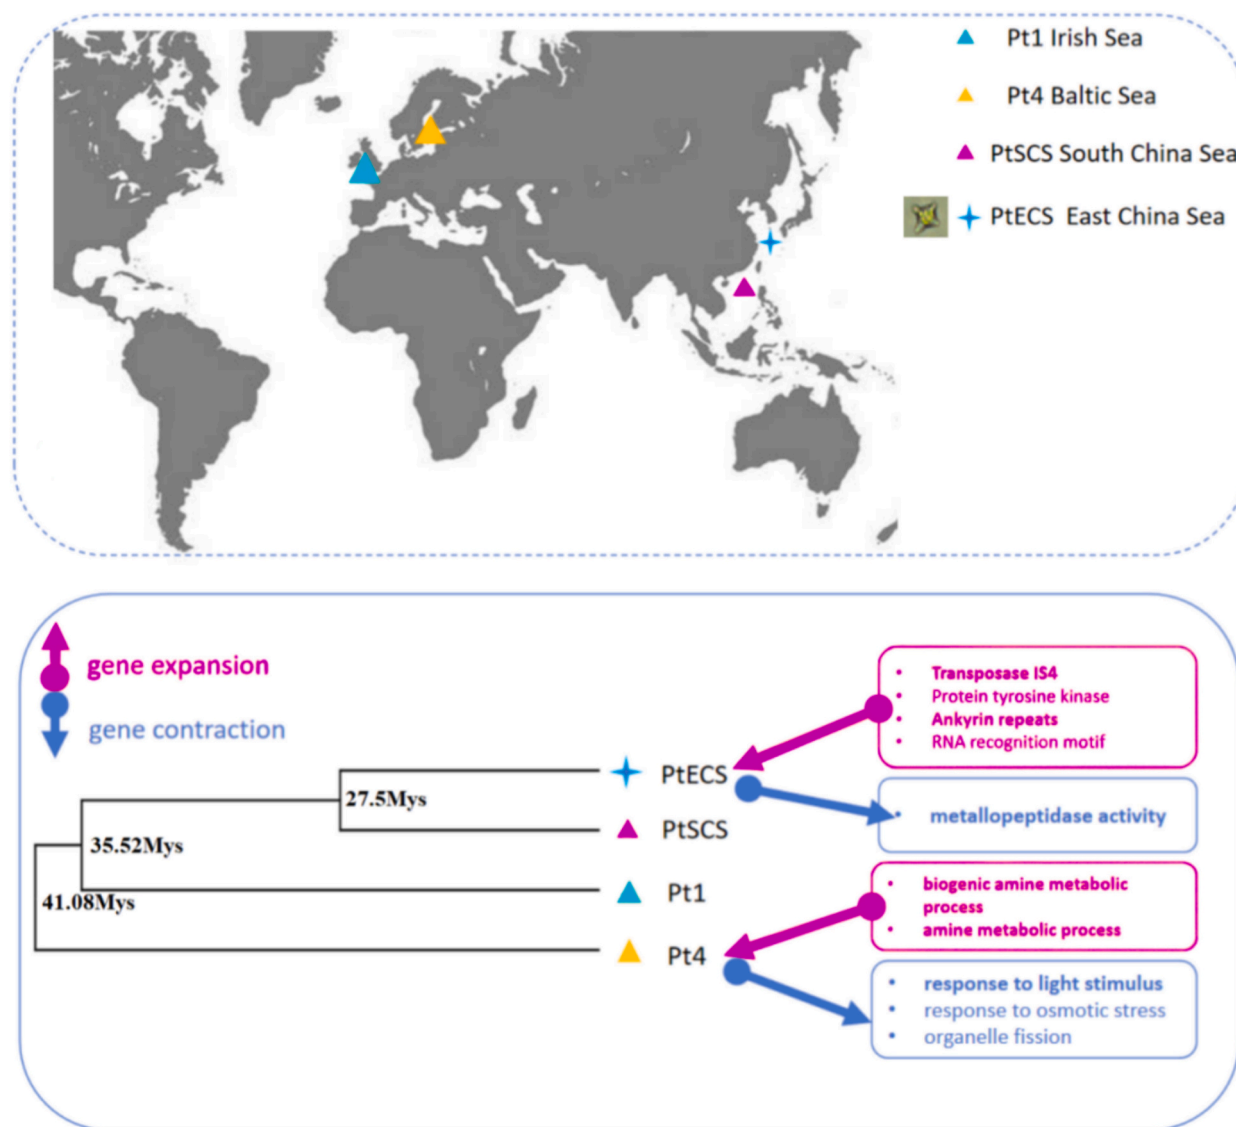 Pt1 Irish Sea
Pt4 Baltic Sea
PtSCS South China Sea
PtECS East China Sea
gene expansion
gene contraction
• Transposase IS4
• Protein tyrosine kinase
• Ankyrin repeats
• RNA recognition motif
PtECS
27.5Mys
• metallopeptidase activity
PtSCS
35.52Mys
Pt1
41.08Mys
• biogenic amine metabolic
process
• amine metabolic process
Pt4
• response to light stimulus
• response to osmotic stress
• organelle fission